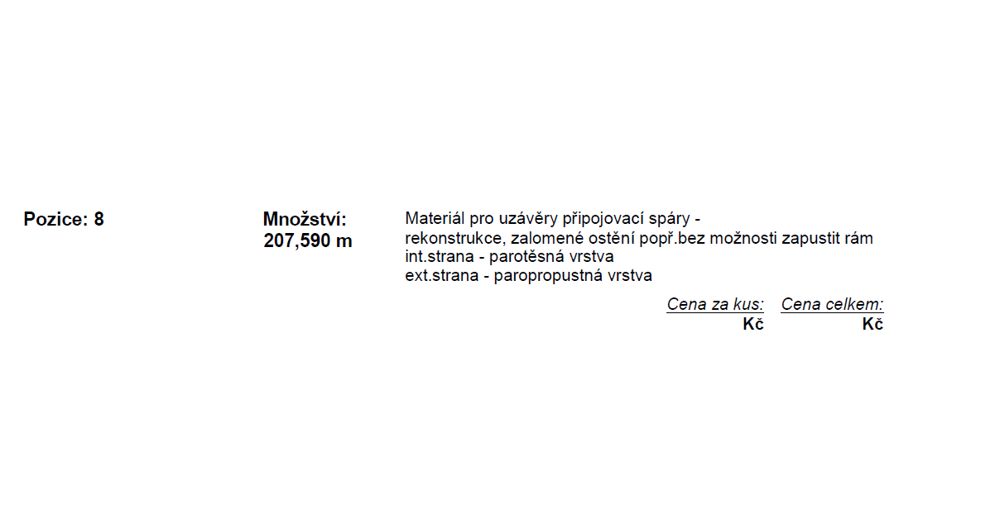 Pozice: 8
Množství:
207,590 m
Materiál pro uzávěry připojovací spáry -
rekonstrukce, zalomené ostění popř.bez možnosti zapustit rám
int.strana - parotěsná vrstva
ext.strana - paropropustná vrstva
Cena za kus: Cena celkem:
Kč Kč